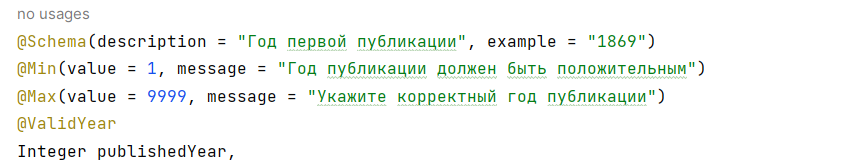 no usages
@Schema(description = "Год первой публикации", example = "1869")
@Min(value = 1, message = "Год публикации должен быть положительным")
@Max(value = 9999, message = "Укажите корректный год публикации")
@ValidYear
Integer publishedYear,